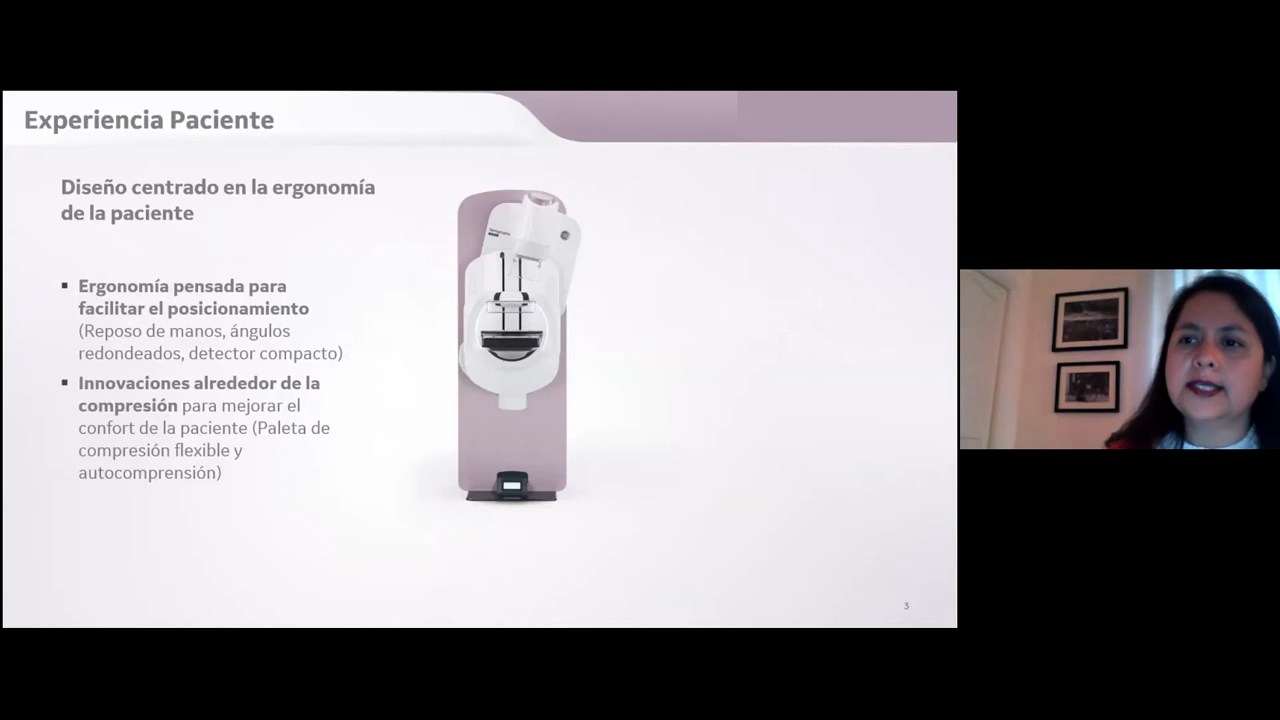 Experiencia Paciente
Diseño centrado en la ergonomía
de la paciente
▪ Ergonomía pensada para
facilitar el posicionamiento
(Reposo de manos, ángulos
redondeados, detector compacto)
▪ Innovaciones alrededor de la
compresión para mejorar el
confort de la paciente (Paleta de
compresión flexible y
autocomprensión)
3